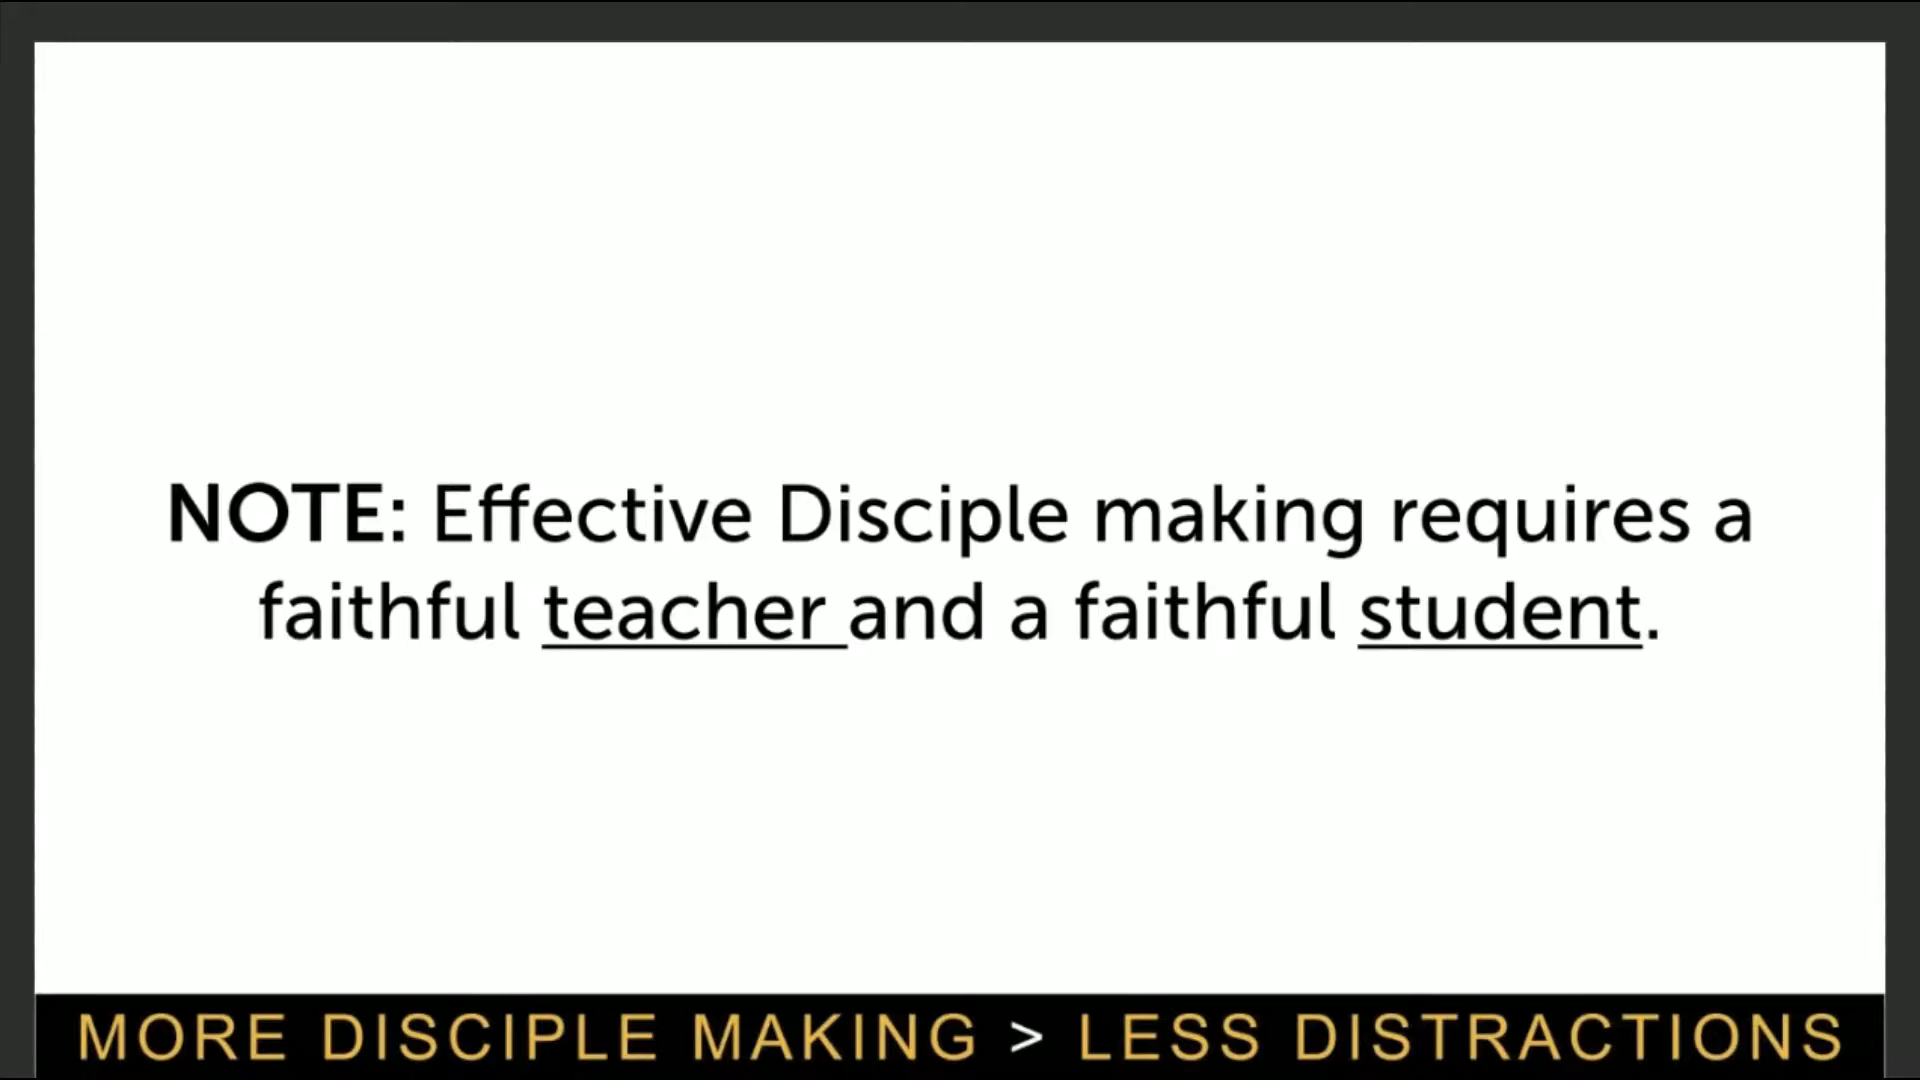 NOTE: Effective Disciple making requires a
faithful teacher and a faithful student.
MORE DISCIPLE MAKING > LESS DISTRACTIONS